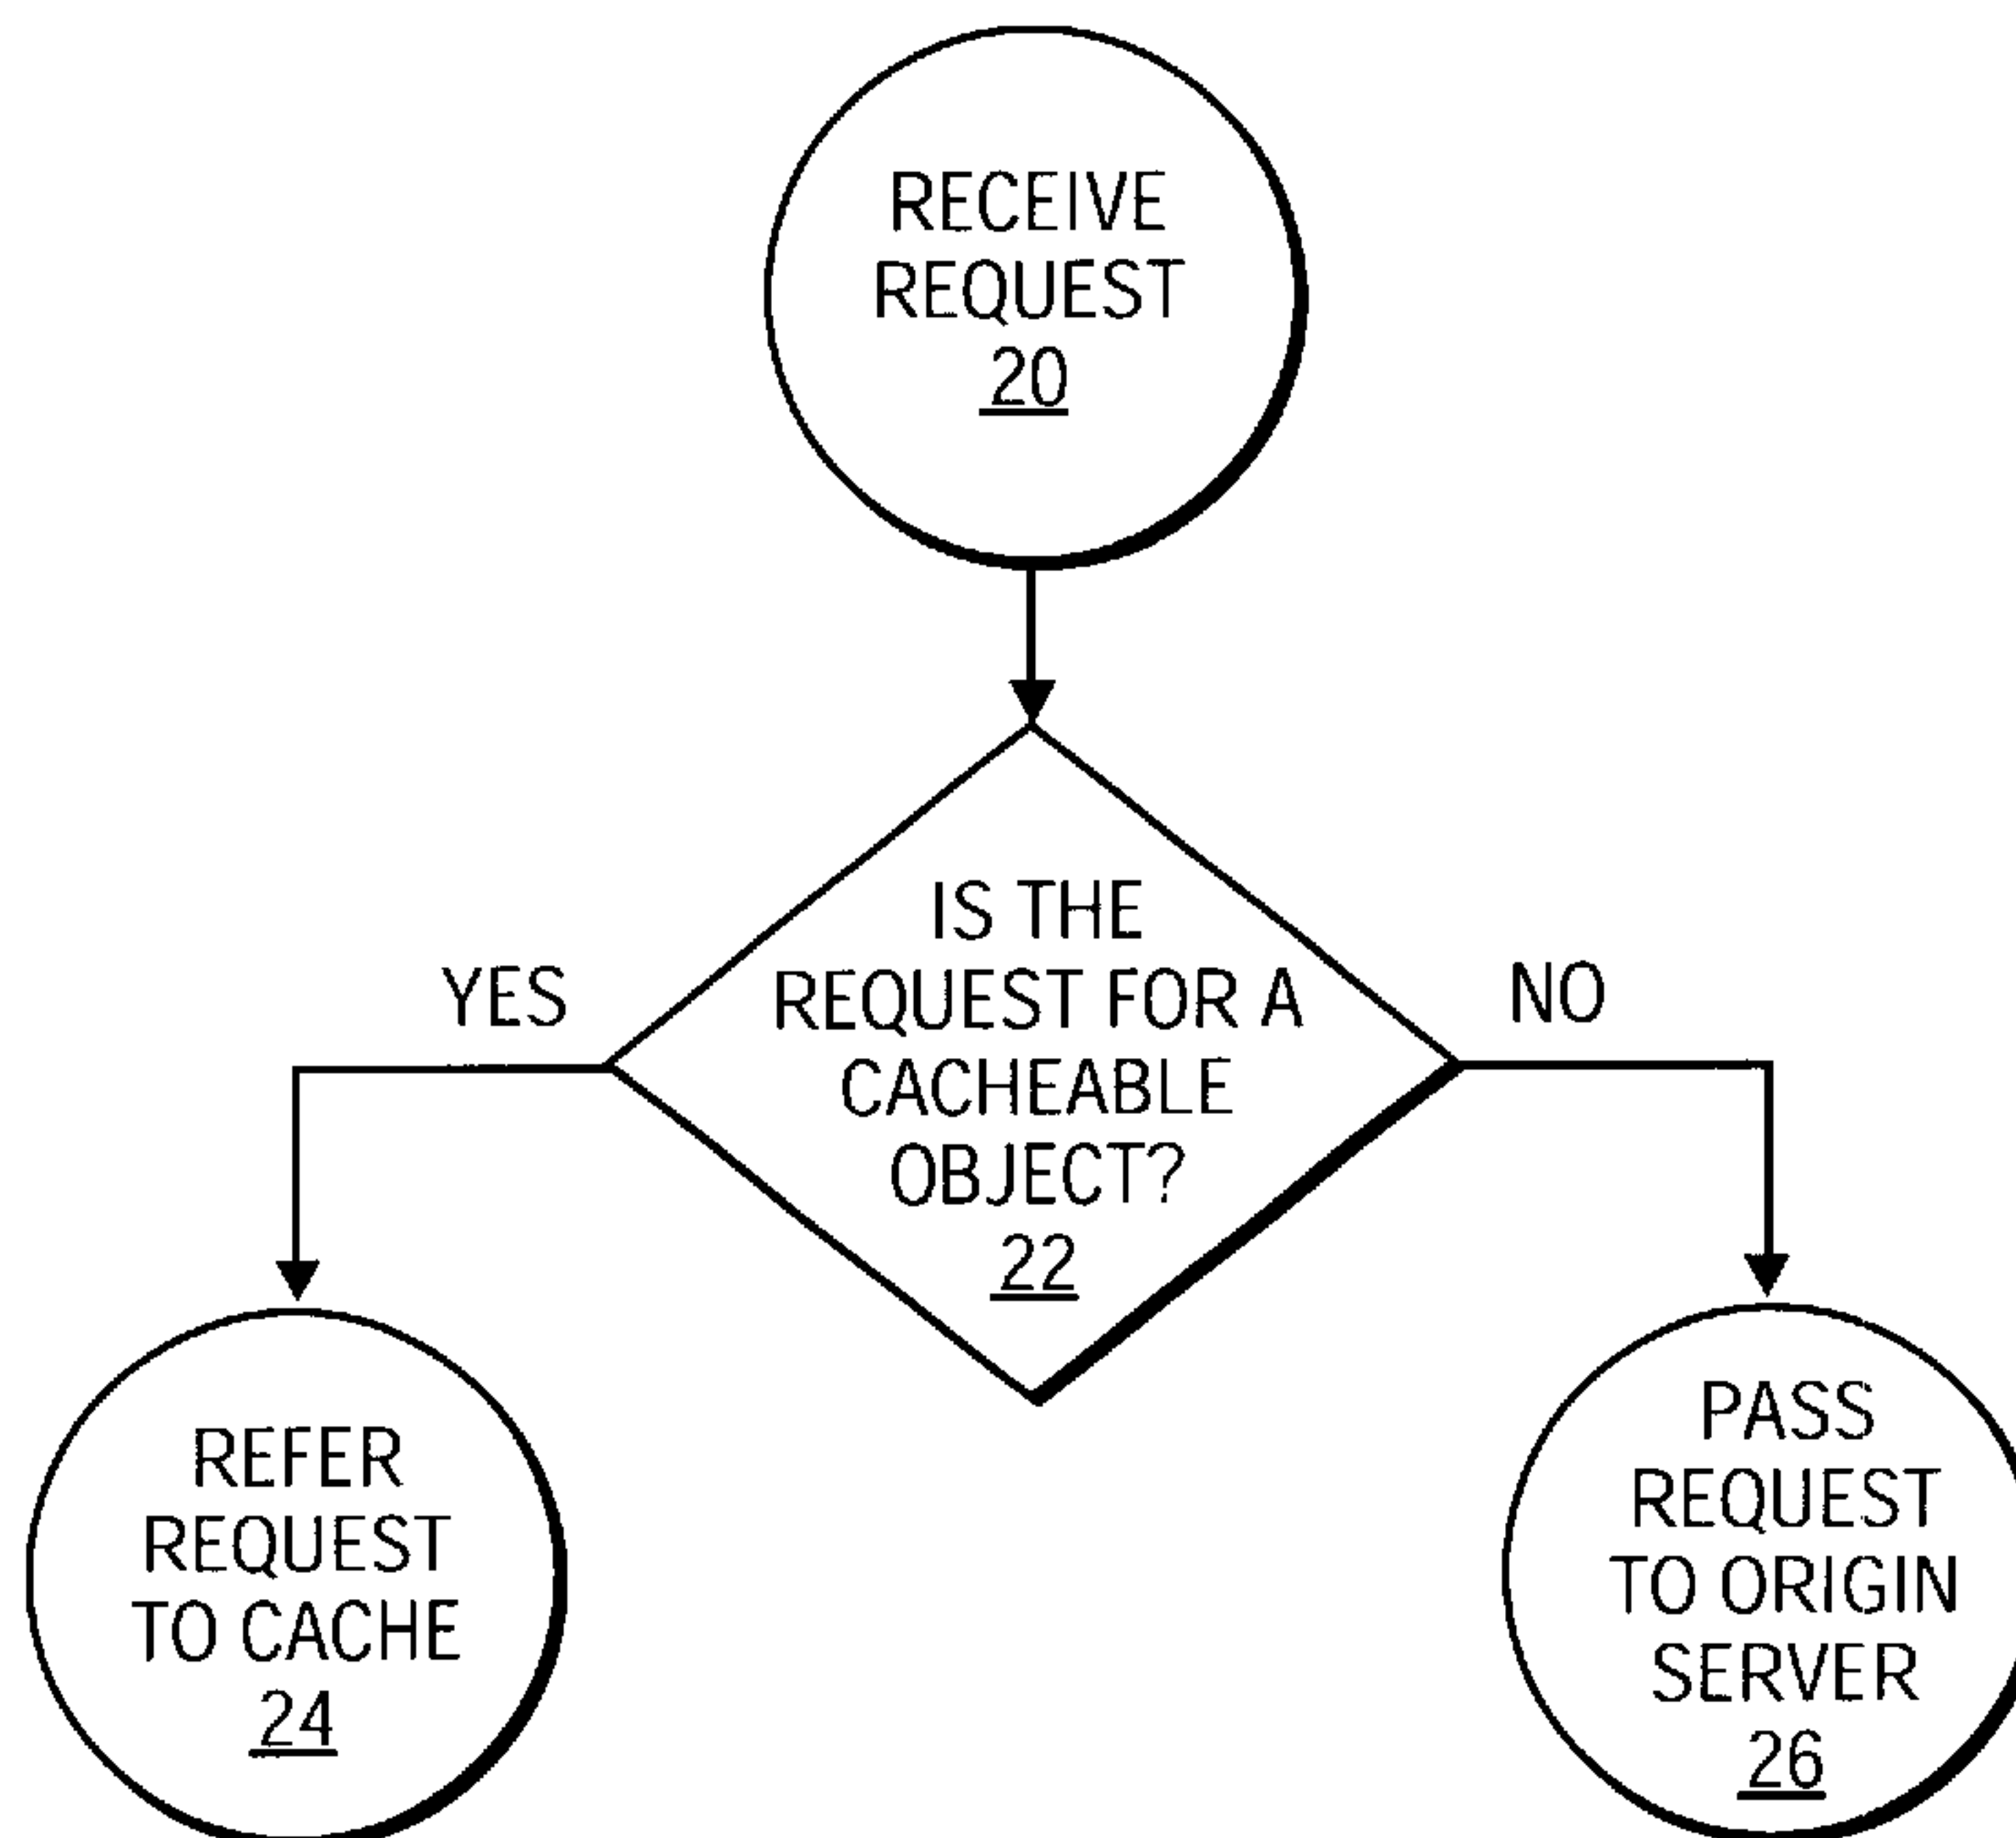 RECEIVE
REQUEST
20
IS THE
REQUEST FOR A
CACHEABLE
OBJECT?
22
YES
NO
REFER
REQUEST
TO CACHE
24
PASS
REQUEST
TO ORIGIN
SERVER
26